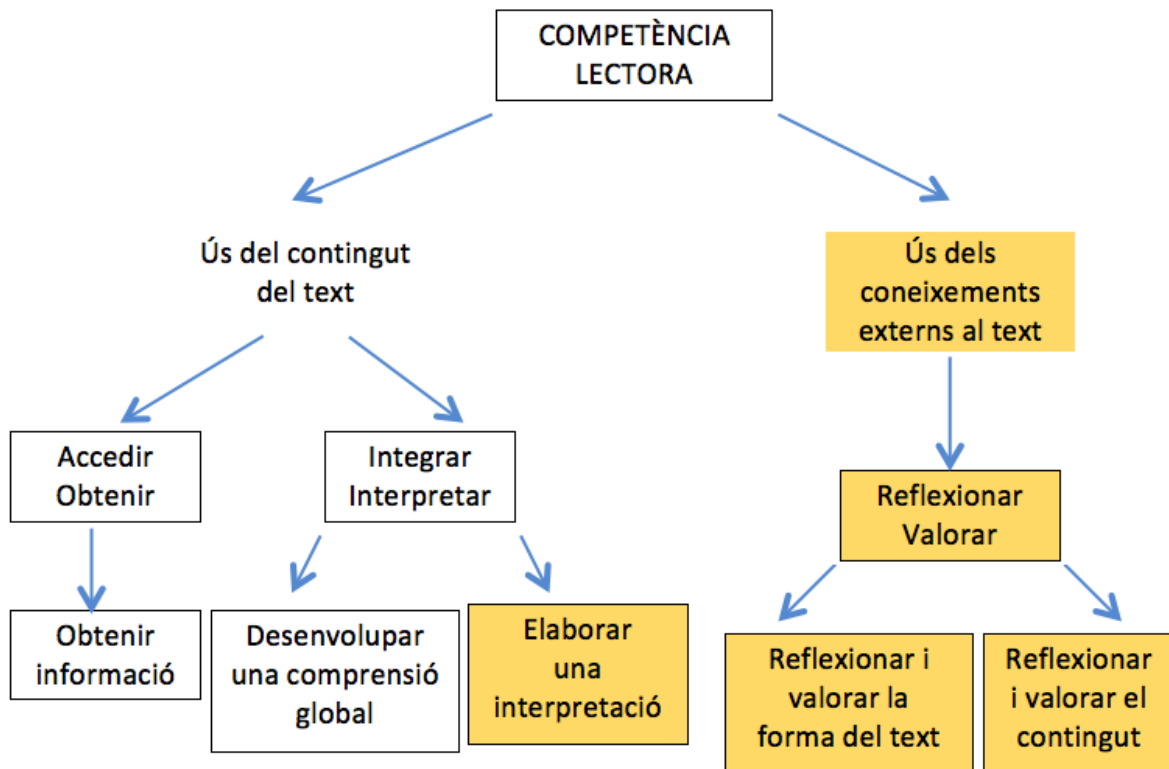 COMPETÈNCIA
LECTORA
Ús del contingut
del text
Ús dels
coneixements
externs al text
Accedir
Obtenir
Integrar
Interpretar
Reflexionar
Valorar
Obtenir
informació
Desenvolupar
una comprensió
global
Elaborar
una
interpretació
Reflexionar i
valorar la
forma del text
Reflexionar
i valorar el
contingut